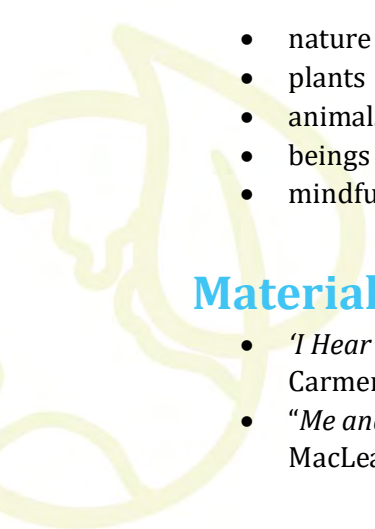 • nature
• plants
• animal
• beings
• mindfu
Material
• ‘I Hear
Carmen
• “Me and
MacLea